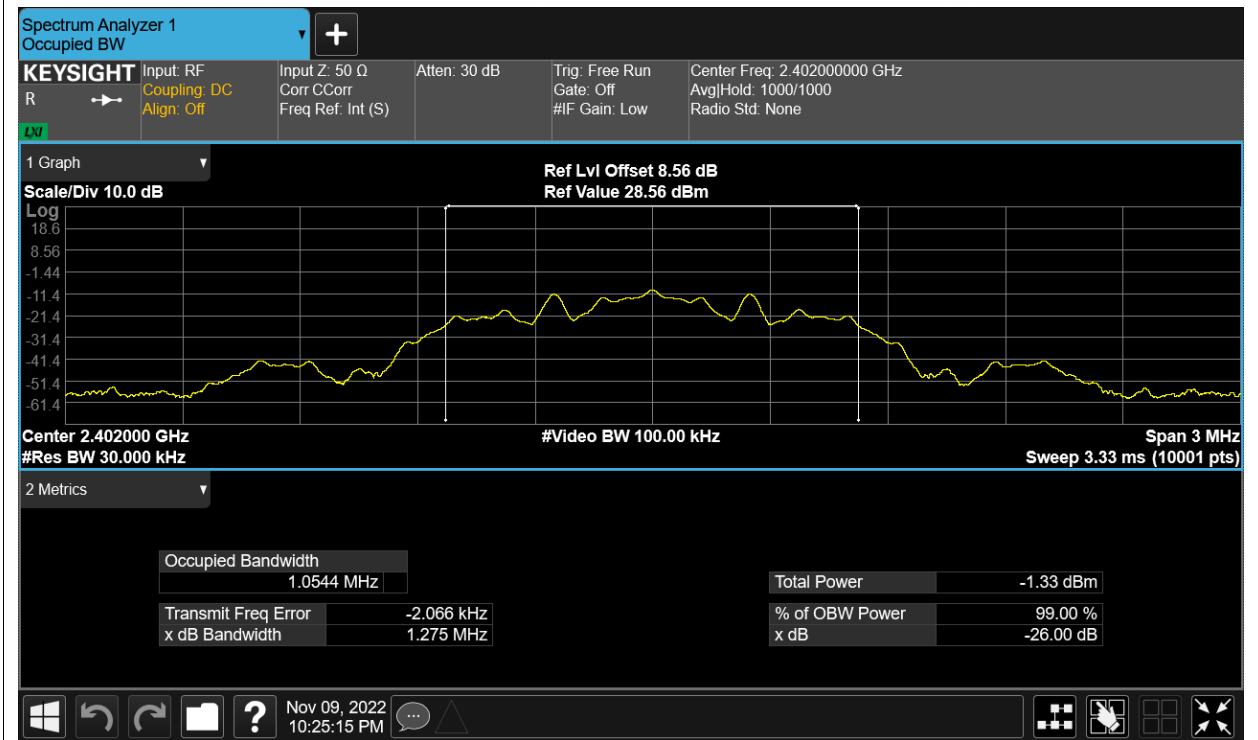 Spectrum Analyzer 1
Occupied BW
KEYSIGHT
R
LXI
Input: RF
Coupling: DC
Align: Off
Input Z: 50 Ω
Corr CCorr
Freq Ref: Int (S)
Atten: 30 dB
Trig: Free Run
Gate: Off
#IF Gain: Low
Center Freq: 2.402000000 GHz
Avg|Hold: 1000/1000
Radio Std: None
1 Graph
Scale/Div 10.0 dB
Ref Lvl Offset 8.56 dB
Ref Value 28.56 dBm
Log
18.6
8.56
-1.44
-11.4
-21.4
-31.4
-41.4
-51.4
-61.4
Center 2.402000 GHz
#Res BW 30.000 kHz
#Video BW 100.00 kHz
Span 3 MHz
Sweep 3.33 ms (10001 pts)
2 Metrics
Occupied Bandwidth
1.0544 MHz
Transmit Freq Error -2.066 kHz
x dB Bandwidth 1.275 MHz
Total Power -1.33 dBm
% of OBW Power 99.00 %
x dB -26.00 dB
?
Nov 09, 2022
10:25:15 PM